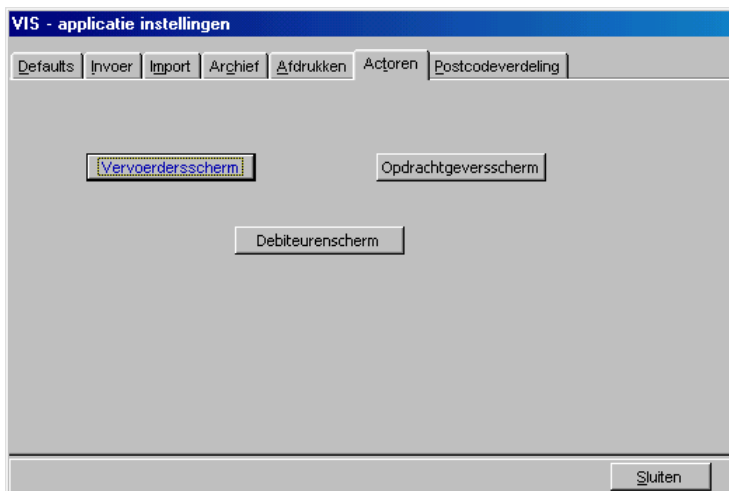 VIS - applicatie instellingen
Defaults Invoer Import Archief Afdrukken Actoren Postcodeverdeling
Vervoerdersscherm Opdrachtgeversscherm
Debiteurenscherm
Sluiten